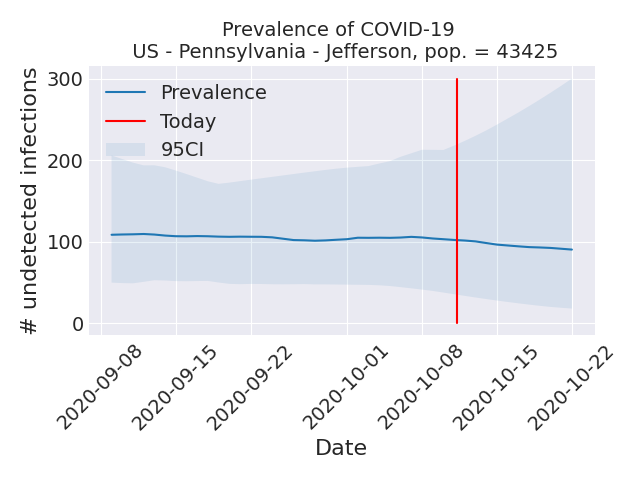 Prevalence of COVID-19
US - Pennsylvania - Jefferson, pop. = 43425
# undetected infections
300
200
100
0
Prevalence
Today
95CI
2020-09-08
2020-09-15
2020-09-22
2020-10-01
2020-10-08
2020-10-15
2020-10-22
Date